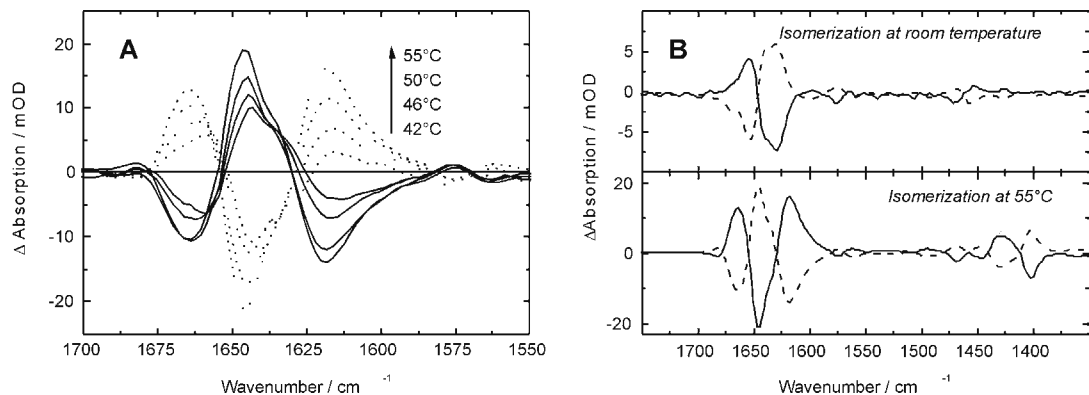 A
55°C
50°C
46°C
42°C
20
10
0
-10
-20
Δ Absorption / mOD
1700
1675
1650
1625
1600
1575
1550
Wavenumber / cm -1
B
Isomerization at room temperature
5
0
-5
Isomerization at 55°C
20
0
-20
ΔAbsorption / mOD
1700
1650
1600
1550
1500
1450
1400
Wavenumber / cm -1